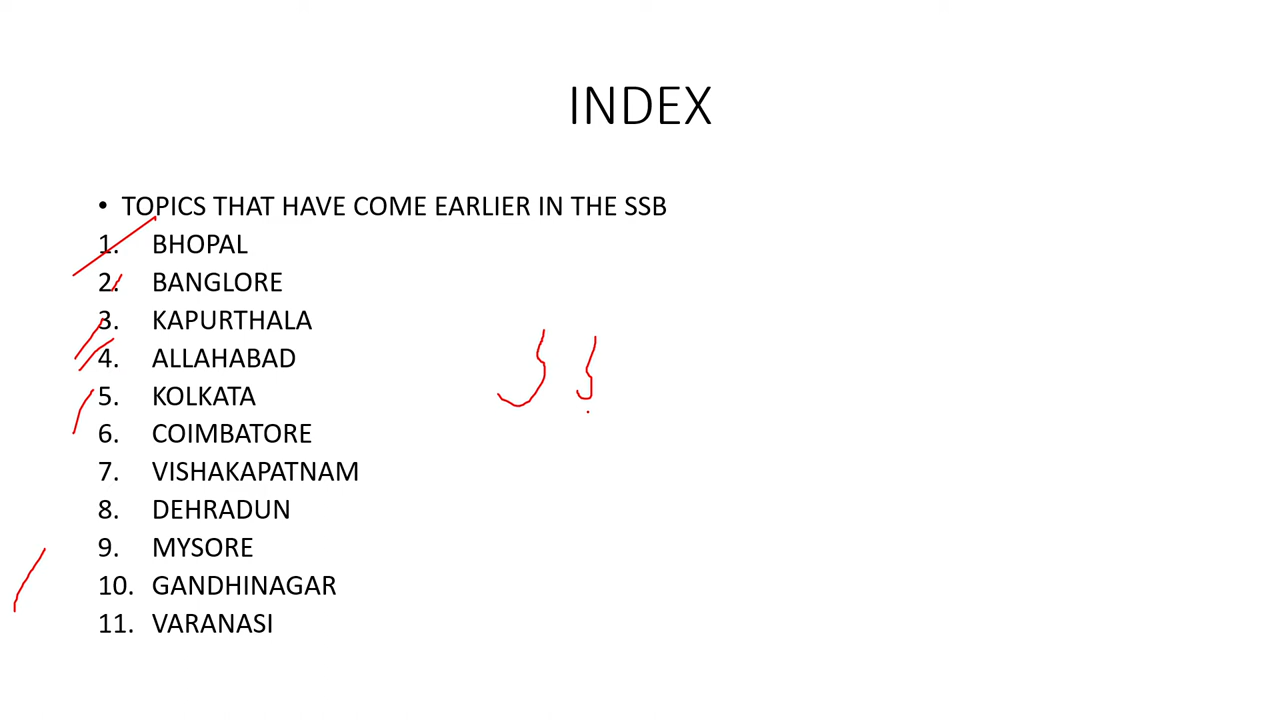 INDEX
• TOPICS THAT HAVE COME EARLIER IN THE SSB
1. BHOPAL
2. BANGLORE
3. KAPURTHALA
4. ALLAHABAD
5. KOLKATA
6. COIMBATORE
7. VISHAKAPATNAM
8. DEHRADUN
9. MYSORE
10. GANDHINAGAR
11. VARANASI